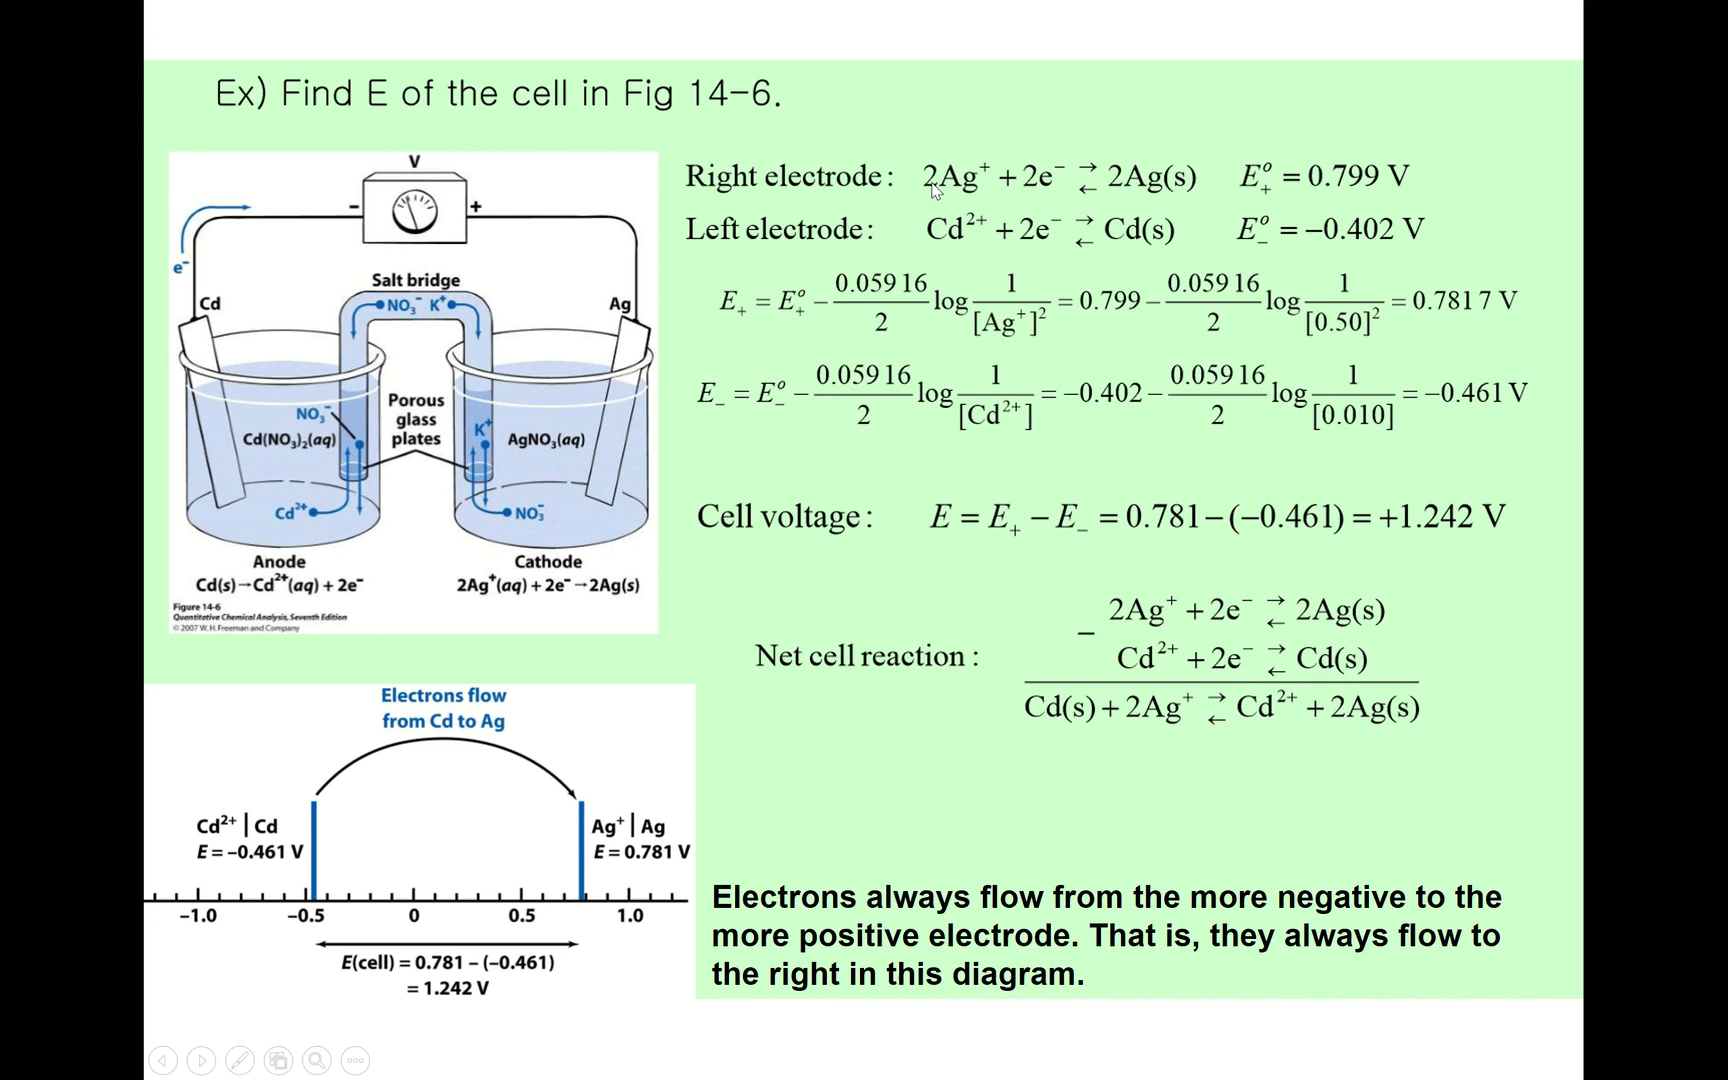 Ex) Find E of the cell in Fig 14-6.
V
- +
e⁻
Salt bridge
Cd NO₃⁻ K⁺ Ag
Porous
glass
plates
NO₃⁻
Cd(NO₃)₂(aq)
K⁺
AgNO₃(aq)
Cd²⁺
NO₃⁻
Anode
Cd(s)→Cd²⁺(aq) + 2e⁻
Cathode
2Ag⁺(aq) + 2e⁻→2Ag(s)
Figure 14-6
Quantitative Chemical Analysis, Seventh Edition
© 2007 W. H. Freeman and Company
Right electrode: 2Ag⁺ + 2e⁻ ⇄ 2Ag(s) E₊º = 0.799 V
Left electrode: Cd²⁺ + 2e⁻ ⇄ Cd(s) E₋º = −0.402 V
E₊ = E₊º − 0.05916/2 log 1/[Ag⁺]² = 0.799 − 0.05916/2 log 1/[0.50]² = 0.7817 V
E₋ = E₋º − 0.05916/2 log 1/[Cd²⁺] = −0.402 − 0.05916/2 log 1/[0.010] = −0.461 V
Cell voltage: E = E₊ − E₋ = 0.781−(−0.461) = +1.242 V
Net cell reaction:
2Ag⁺ + 2e⁻ ⇄ 2Ag(s)
− Cd²⁺ + 2e⁻ ⇄ Cd(s)
Cd(s) + 2Ag⁺ ⇄ Cd²⁺ + 2Ag(s)
Electrons flow
from Cd to Ag
Cd²⁺ | Cd
E = −0.461 V
Ag⁺ | Ag
E = 0.781 V
−1.0 −0.5 0 0.5 1.0
E(cell) = 0.781 − (−0.461)
= 1.242 V
Electrons always flow from the more negative to the
more positive electrode. That is, they always flow to
the right in this diagram.